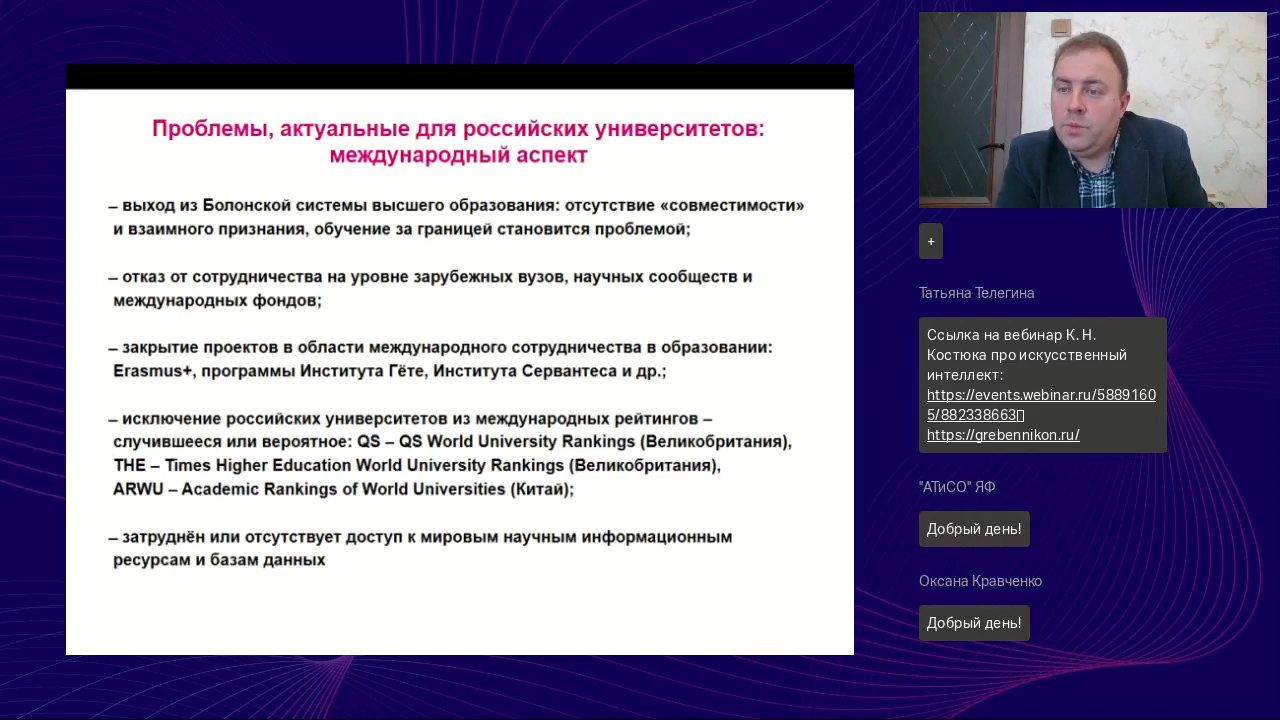 Проблемы, актуальные для российских университетов:
международный аспект
– выход из Болонской системы высшего образования: отсутствие «совместимости»
и взаимного признания, обучение за границей становится проблемой;
– отказ от сотрудничества на уровне зарубежных вузов, научных сообществ и
международных фондов;
– закрытие проектов в области международного сотрудничества в образовании:
Erasmus+, программы Института Гёте, Института Сервантеса и др.;
– исключение российских университетов из международных рейтингов –
случившееся или вероятное: QS – QS World University Rankings (Великобритания),
THE – Times Higher Education World University Rankings (Великобритания),
ARWU – Academic Rankings of World Universities (Китай);
– затруднён или отсутствует доступ к мировым научным информационным
ресурсам и базам данных
+
Татьяна Телегина
Ссылка на вебинар К. Н.
Костюка про искусственный
интеллект:
https://events.webinar.ru/5889160
5/882338663
https://grebennikon.ru/
"АТиСО" ЯФ
Добрый день!
Оксана Кравченко
Добрый день!